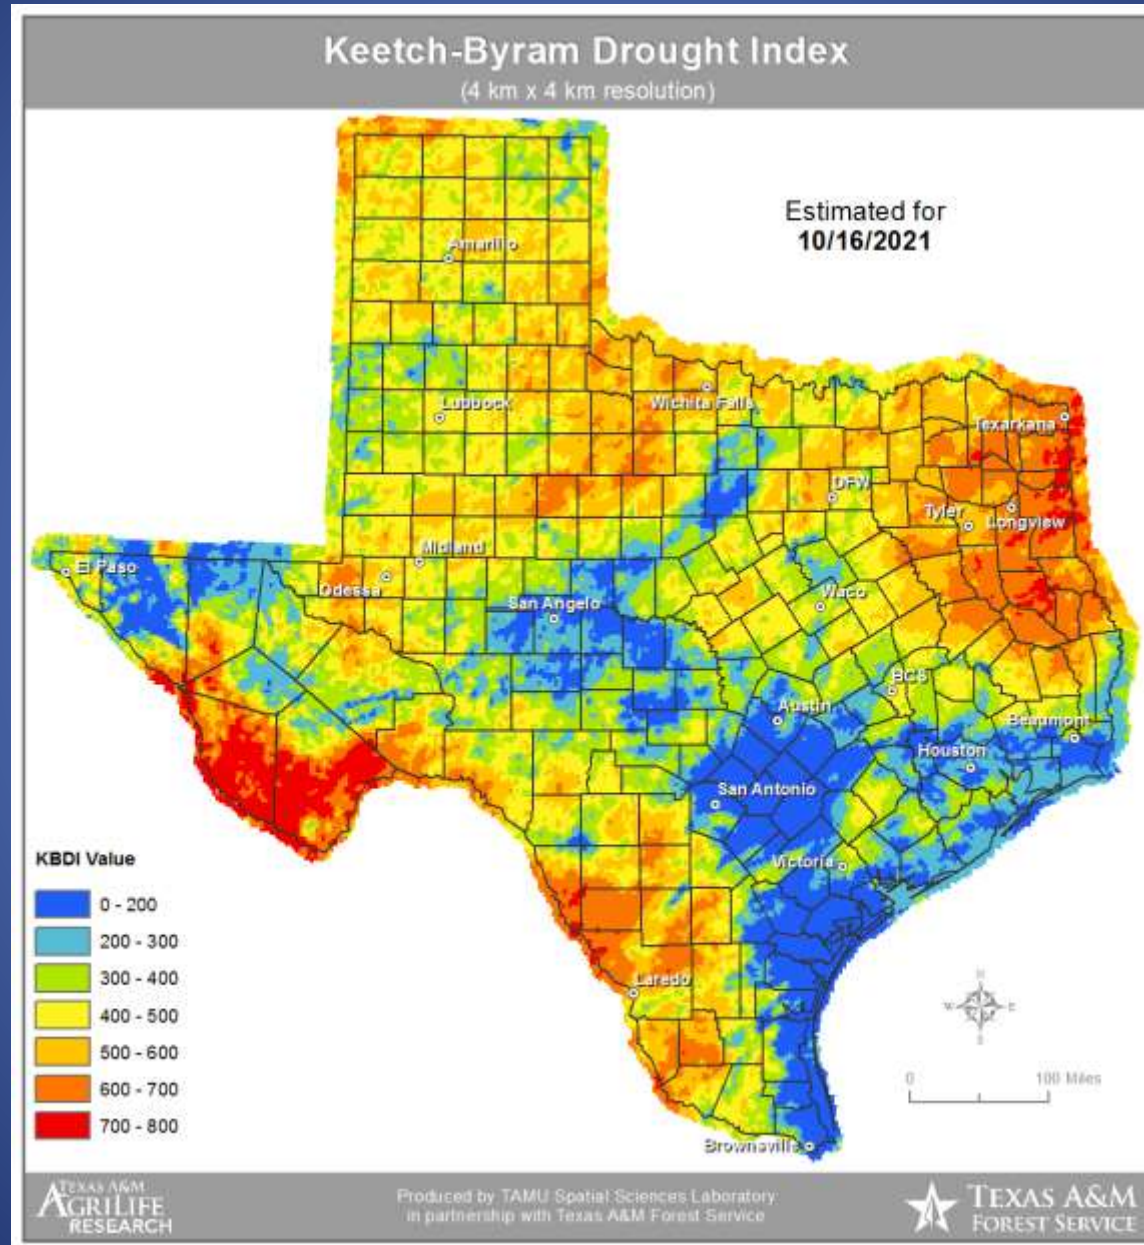 Keetch-Byram Drought Index
(4 km x 4 km resolution)
Estimated for
10/16/2021
Amarillo
Lubbock
Wichita Falls
Texarkana
DFW
Tyler
Longview
Midland
El Paso
Odessa
San Angelo
Waco
BCS
Austin
Beaumont
Houston
San Antonio
Victoria
Laredo
Brownsville
KBDI Value
0 - 200
200 - 300
300 - 400
400 - 500
500 - 600
600 - 700
700 - 800
N
W E
S
0 100 Miles
TEXAS A&M
AGRILIFE
RESEARCH
Produced by TAMU Spatial Sciences Laboratory
in partnership with Texas A&M Forest Service
TEXAS A&M
FOREST SERVICE